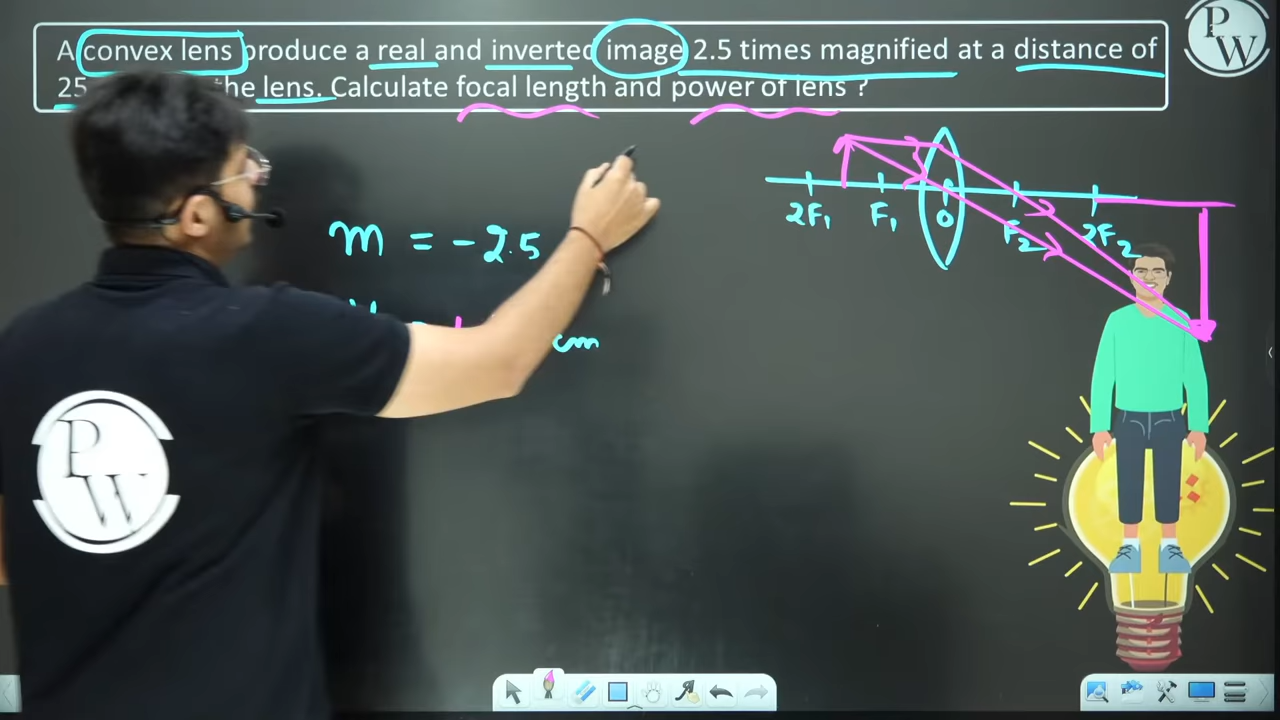 A convex lens produce a real and inverted image 2.5 times magnified at a distance of
25 the lens. Calculate focal length and power of lens ?
P
W
2F₁ F₁ O F₂ 2F₂
m = -2.5
cm
P
W